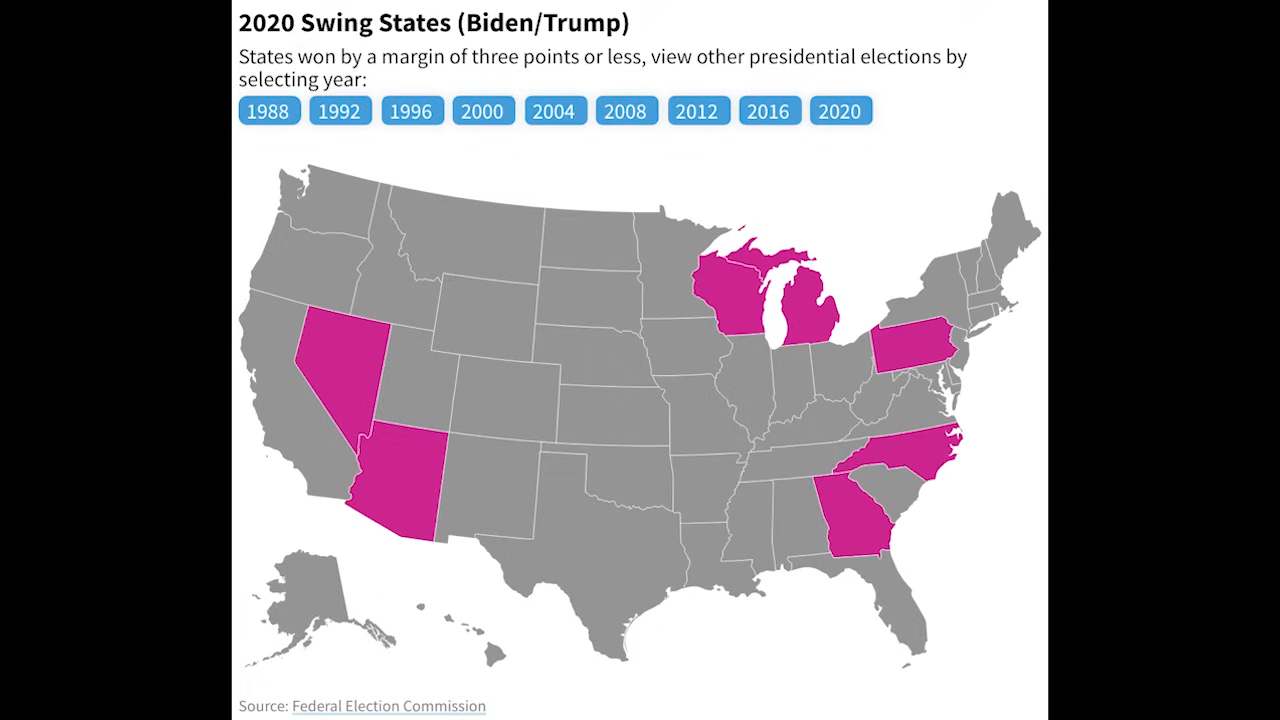 2020 Swing States (Biden/Trump)
States won by a margin of three points or less, view other presidential elections by
selecting year:
1988 1992 1996 2000 2004 2008 2012 2016 2020
Source: Federal Election Commission